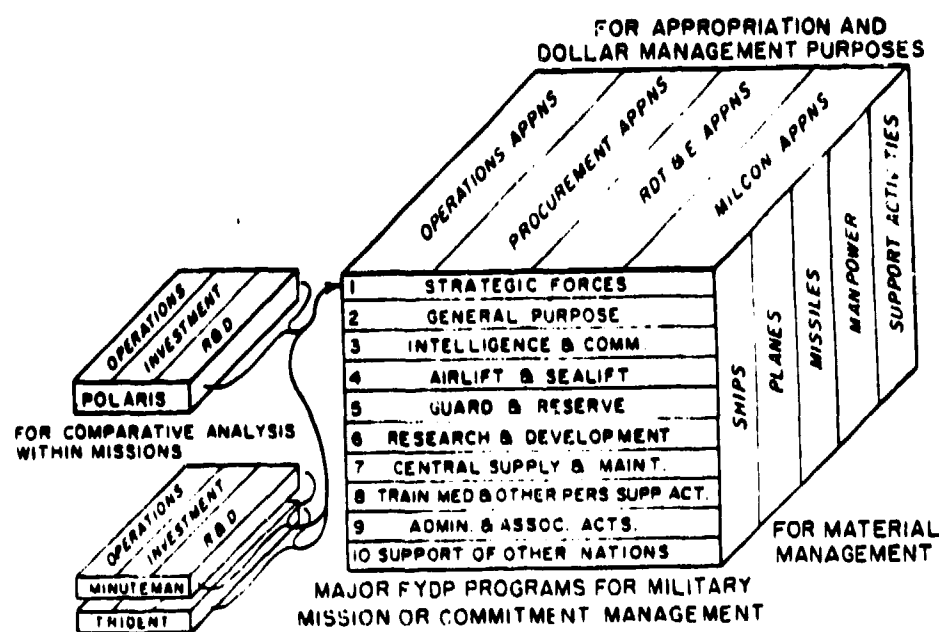 FOR APPROPRIATION AND
DOLLAR MANAGEMENT PURPOSES
OPERATIONS APPNS
PROCUREMENT APPNS
RDT & E APPNS
MILCON APPNS
1 STRATEGIC FORCES
2 GENERAL PURPOSE
3 INTELLIGENCE & COMM.
4 AIRLIFT & SEALIFT
5 GUARD & RESERVE
6 RESEARCH & DEVELOPMENT
7 CENTRAL SUPPLY & MAINT.
8 TRAIN MED & OTHER PERS SUPP ACT.
9 ADMIN. & ASSOC. ACTS.
10 SUPPORT OF OTHER NATIONS
SHIPS
PLANES
MISSILES
MANPOWER
SUPPORT ACTIVITIES
OPERATIONS
INVESTMENT
R&D
POLARIS
FOR COMPARATIVE ANALYSIS
WITHIN MISSIONS
OPERATIONS
INVESTMENT
R&D
MINUTEMAN
TRIDENT
FOR MATERIAL
MANAGEMENT
MAJOR FYDP PROGRAMS FOR MILITARY
MISSION OR COMMITMENT MANAGEMENT